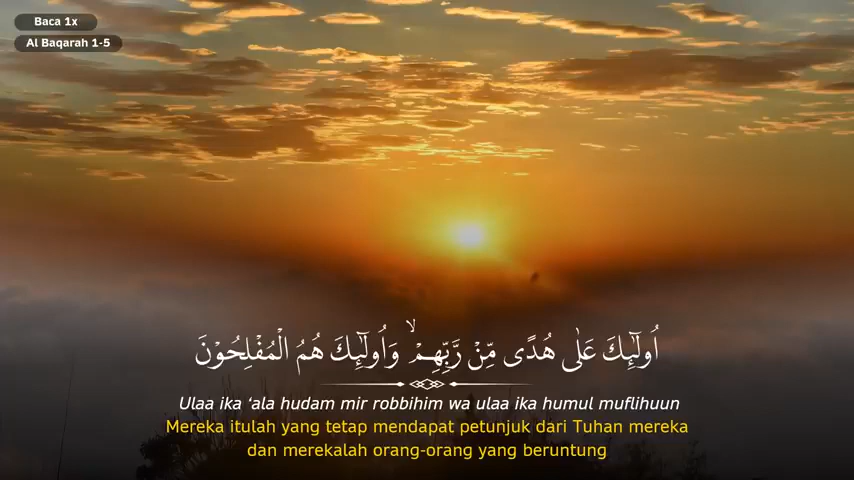 Baca 1x
Al Baqarah 1-5
اُولٰۤىِٕكَ عَلٰى هُدًى مِّنْ رَّبِّهِمْ ۙ وَاُولٰۤىِٕكَ هُمُ الْمُفْلِحُوْنَ
Ulaa ika ‘ala hudam mir robbihim wa ulaa ika humul muflihuun
Mereka itulah yang tetap mendapat petunjuk dari Tuhan mereka
dan merekalah orang-orang yang beruntung